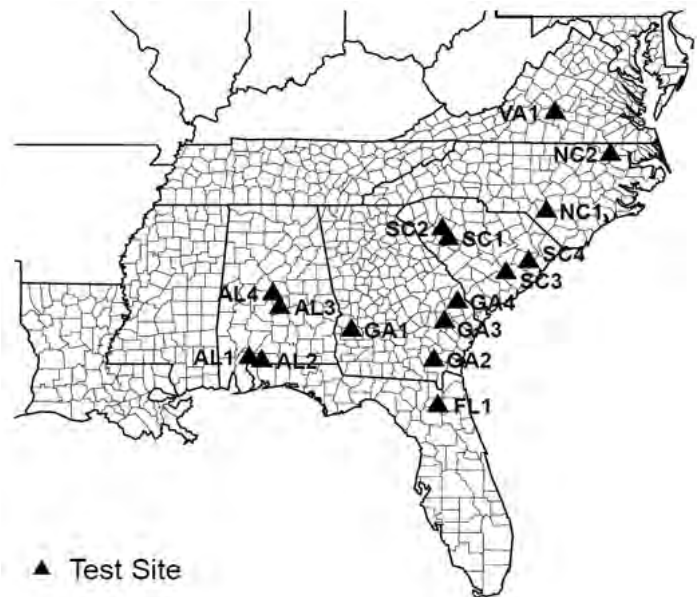 VA1
NC2
NC1
SC2
SC1
SC4
SC3
AL4
AL3
GA4
GA3
GA1
AL1
AL2
GA2
FL1
Test Site